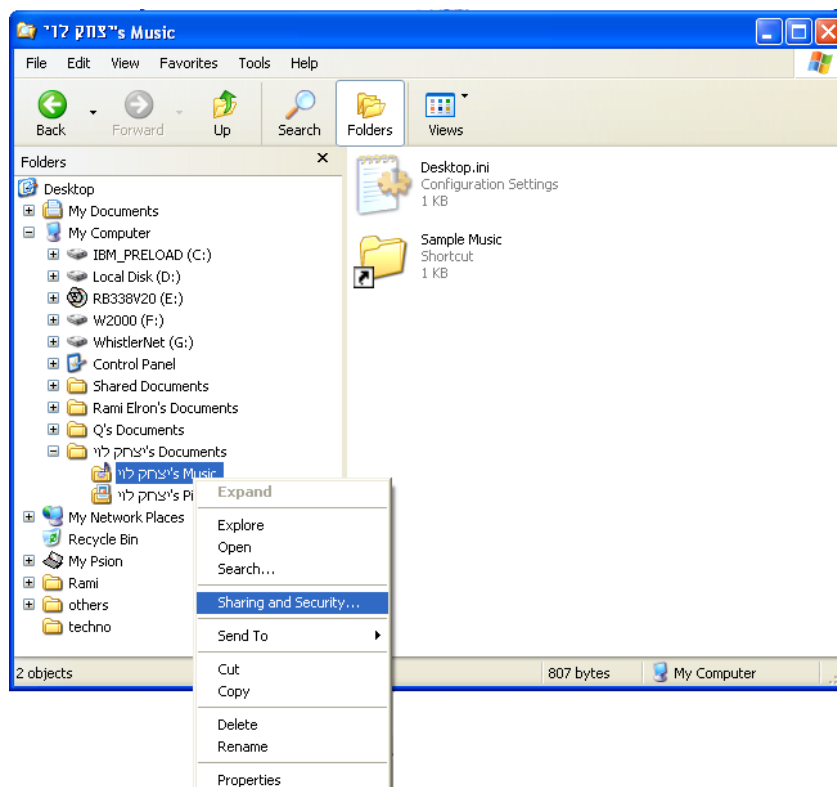 יצחק לוי's Music
File Edit View Favorites Tools Help
Back Forward Up Search Folders Views
Folders
Desktop
My Documents
My Computer
IBM_PRELOAD (C:)
Local Disk (D:)
RB338V20 (E:)
W2000 (F:)
WhistlerNet (G:)
Control Panel
Shared Documents
Rami Elron's Documents
Q's Documents
יצחק לוי's Documents
יצחק לוי's Music
יצחק לוי's Pi
My Network Places
Recycle Bin
My Psion
Rami
others
techno
Desktop.ini
Configuration Settings
1 KB
Sample Music
Shortcut
1 KB
Expand
Explore
Open
Search...
Sharing and Security...
Send To
Cut
Copy
Delete
Rename
Properties
2 objects 807 bytes My Computer